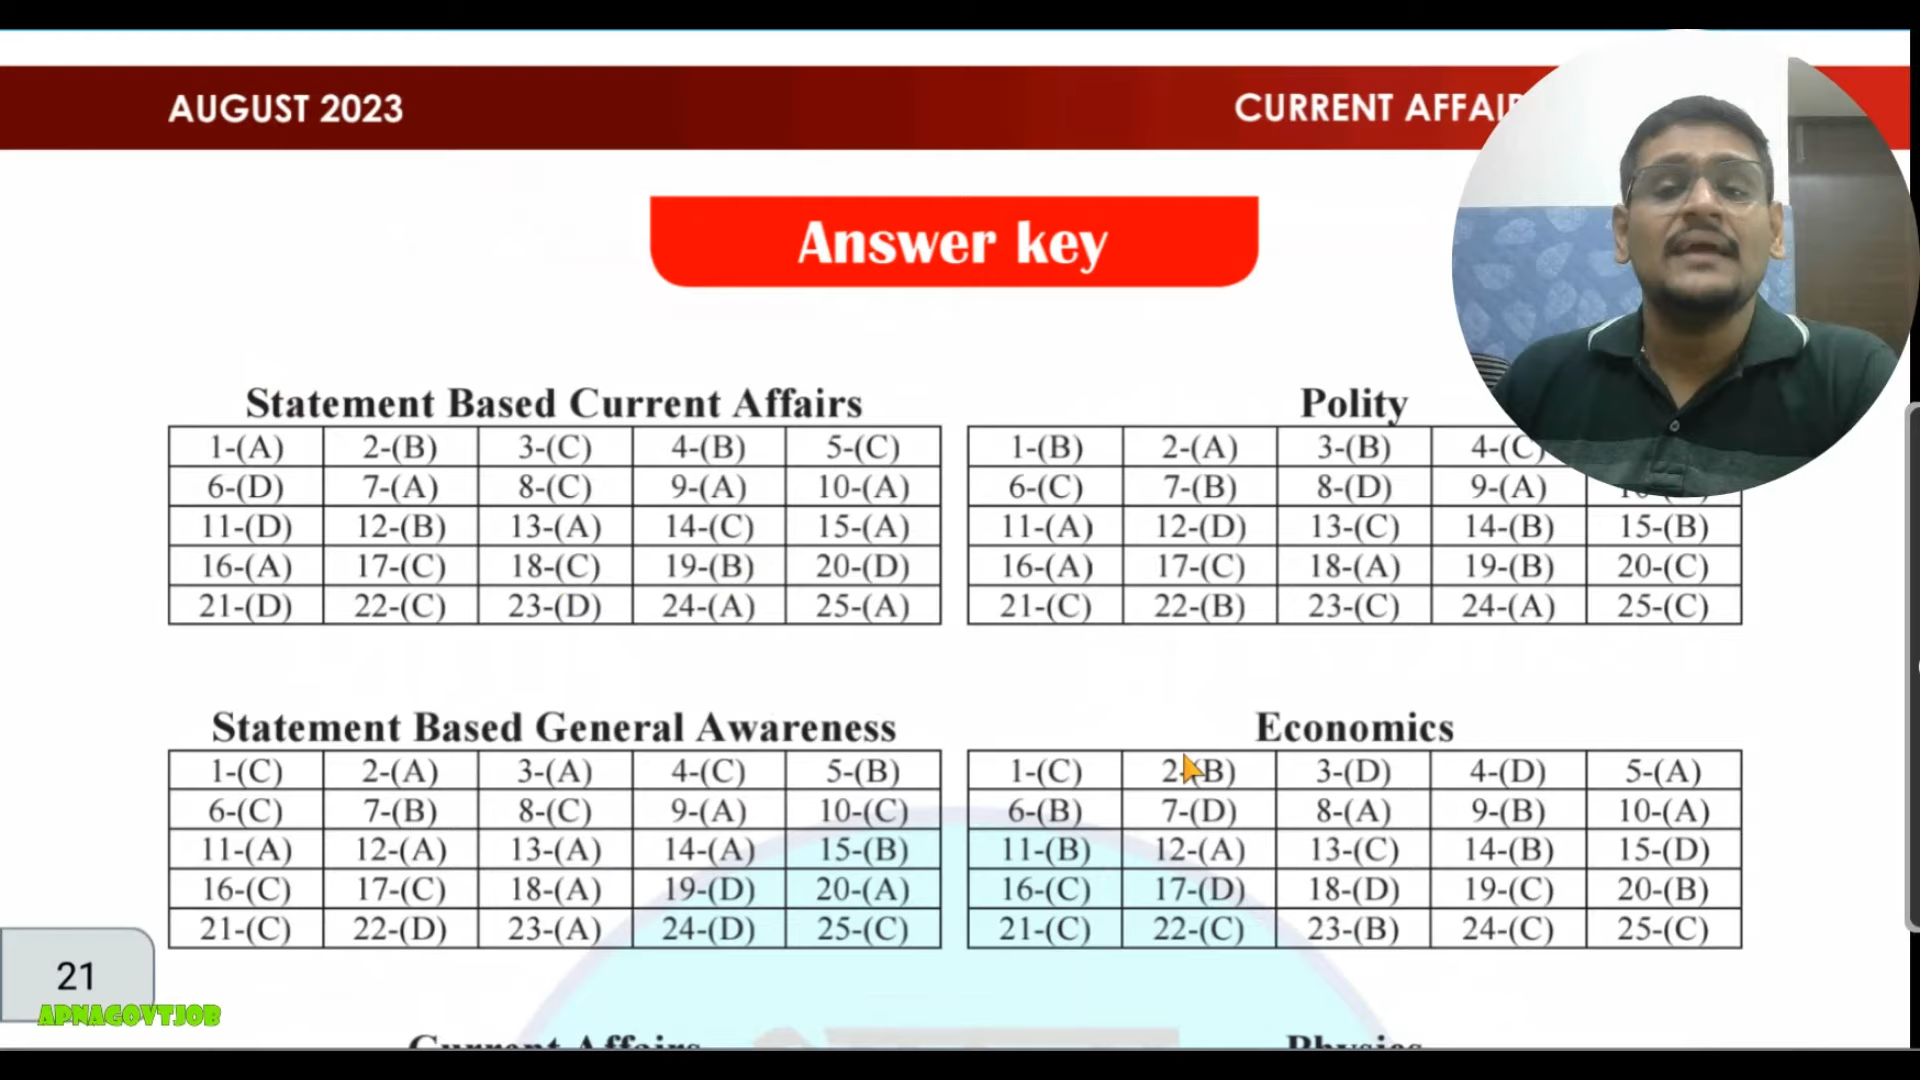 AUGUST 2023
CURRENT
Answer key
Statement Based Current Affairs
1-(A) 2-(B) 3-(C) 4-(B) 5-(C)
6-(D) 7-(A) 8-(C) 9-(A) 10-(A)
11-(D) 12-(B) 13-(A) 14-(C) 15-(A)
16-(A) 17-(C) 18-(C) 19-(B) 20-(D)
21-(D) 22-(C) 23-(D) 24-(A) 25-(A)
Polity
1-(B) 2-(A) 3-(B) 4-(C)
6-(C) 7-(B) 8-(D) 9-(A)
11-(A) 12-(D) 13-(C) 14-(B) 15-(B)
16-(A) 17-(C) 18-(A) 19-(B) 20-(C)
21-(C) 22-(B) 23-(C) 24-(A) 25-(C)
Statement Based General Awareness
1-(C) 2-(A) 3-(A) 4-(C) 5-(B)
6-(C) 7-(B) 8-(C) 9-(A) 10-(C)
11-(A) 12-(A) 13-(A) 14-(A) 15-(B)
16-(C) 17-(C) 18-(A) 19-(D) 20-(A)
21-(C) 22-(D) 23-(A) 24-(D) 25-(C)
Economics
1-(C) 2-(B) 3-(D) 4-(D) 5-(A)
6-(B) 7-(D) 8-(A) 9-(B) 10-(A)
11-(B) 12-(A) 13-(C) 14-(B) 15-(D)
16-(C) 17-(D) 18-(D) 19-(C) 20-(B)
21-(C) 22-(C) 23-(B) 24-(C) 25-(C)
21
APNAGOVTJOB
Current Affairs
Physics